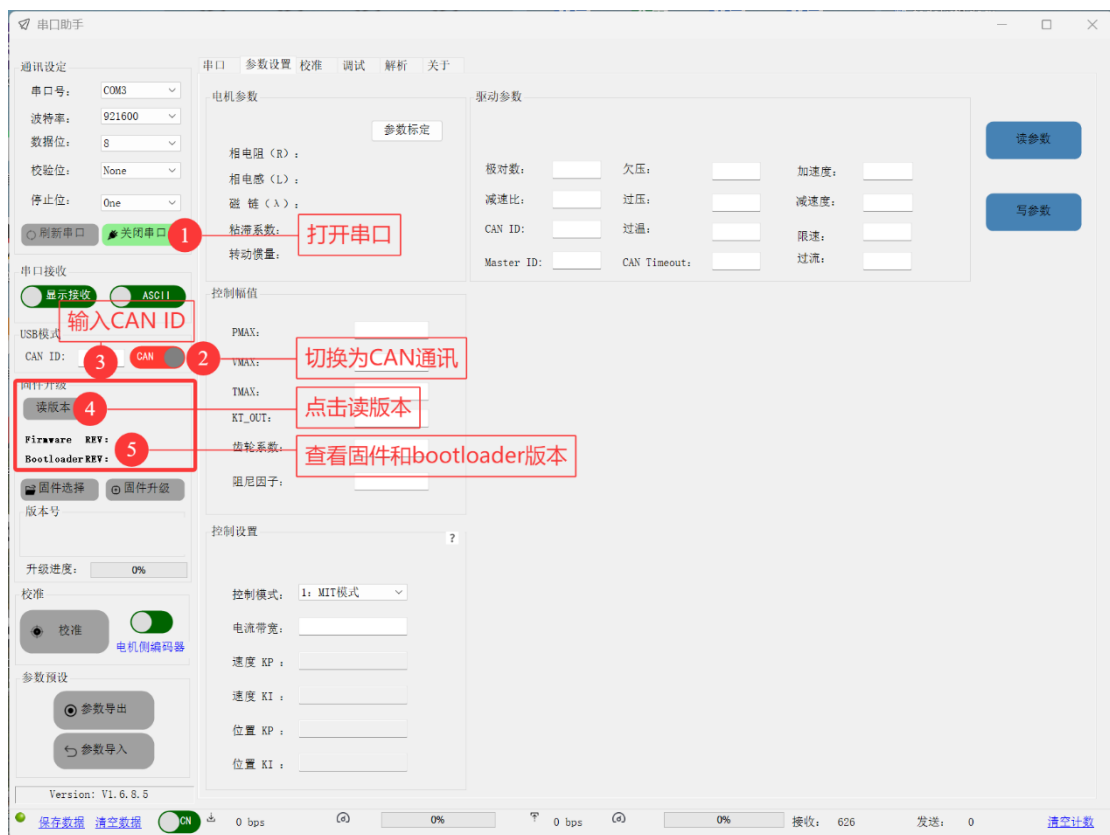 串口助手
通讯设定
串口号： COM3
波特率： 921600
数据位： 8
校验位： None
停止位： One
刷新串口 关闭串口
1
打开串口
串口接收
显示接收 ASCII
输入CAN ID
USB模式
CAN ID: CAN
3
2
切换为CAN通讯
固件升级
读版本
4
点击读版本
Firmware REV:
Bootloader REV:
5
查看固件和bootloader版本
固件选择 固件升级
版本号
升级进度： 0%
校准
校准
电机侧编码器
参数预设
参数导出
参数导入
Version: V1.6.8.5
串口 参数设置 校准 调试 解析 关于
电机参数
参数标定
相电阻（R）：
相电感（L）：
磁 链（λ）：
粘滞系数：
转动惯量：
控制幅值
PMAX:
VMAX:
TMAX:
KT_OUT:
齿轮系数：
阻尼因子：
控制设置
?
控制模式： 1: MIT模式
电流带宽：
速度 KP ：
速度 KI ：
位置 KP ：
位置 KI ：
驱动参数
极对数： 欠压： 加速度：
减速比： 过压： 减速度：
CAN ID: 过温： 限速：
Master ID: CAN Timeout: 过流：
读参数
写参数
保存数据 清空数据 CN 0 bps 0% 0 bps 0% 接收： 626 发送： 0 清空计数